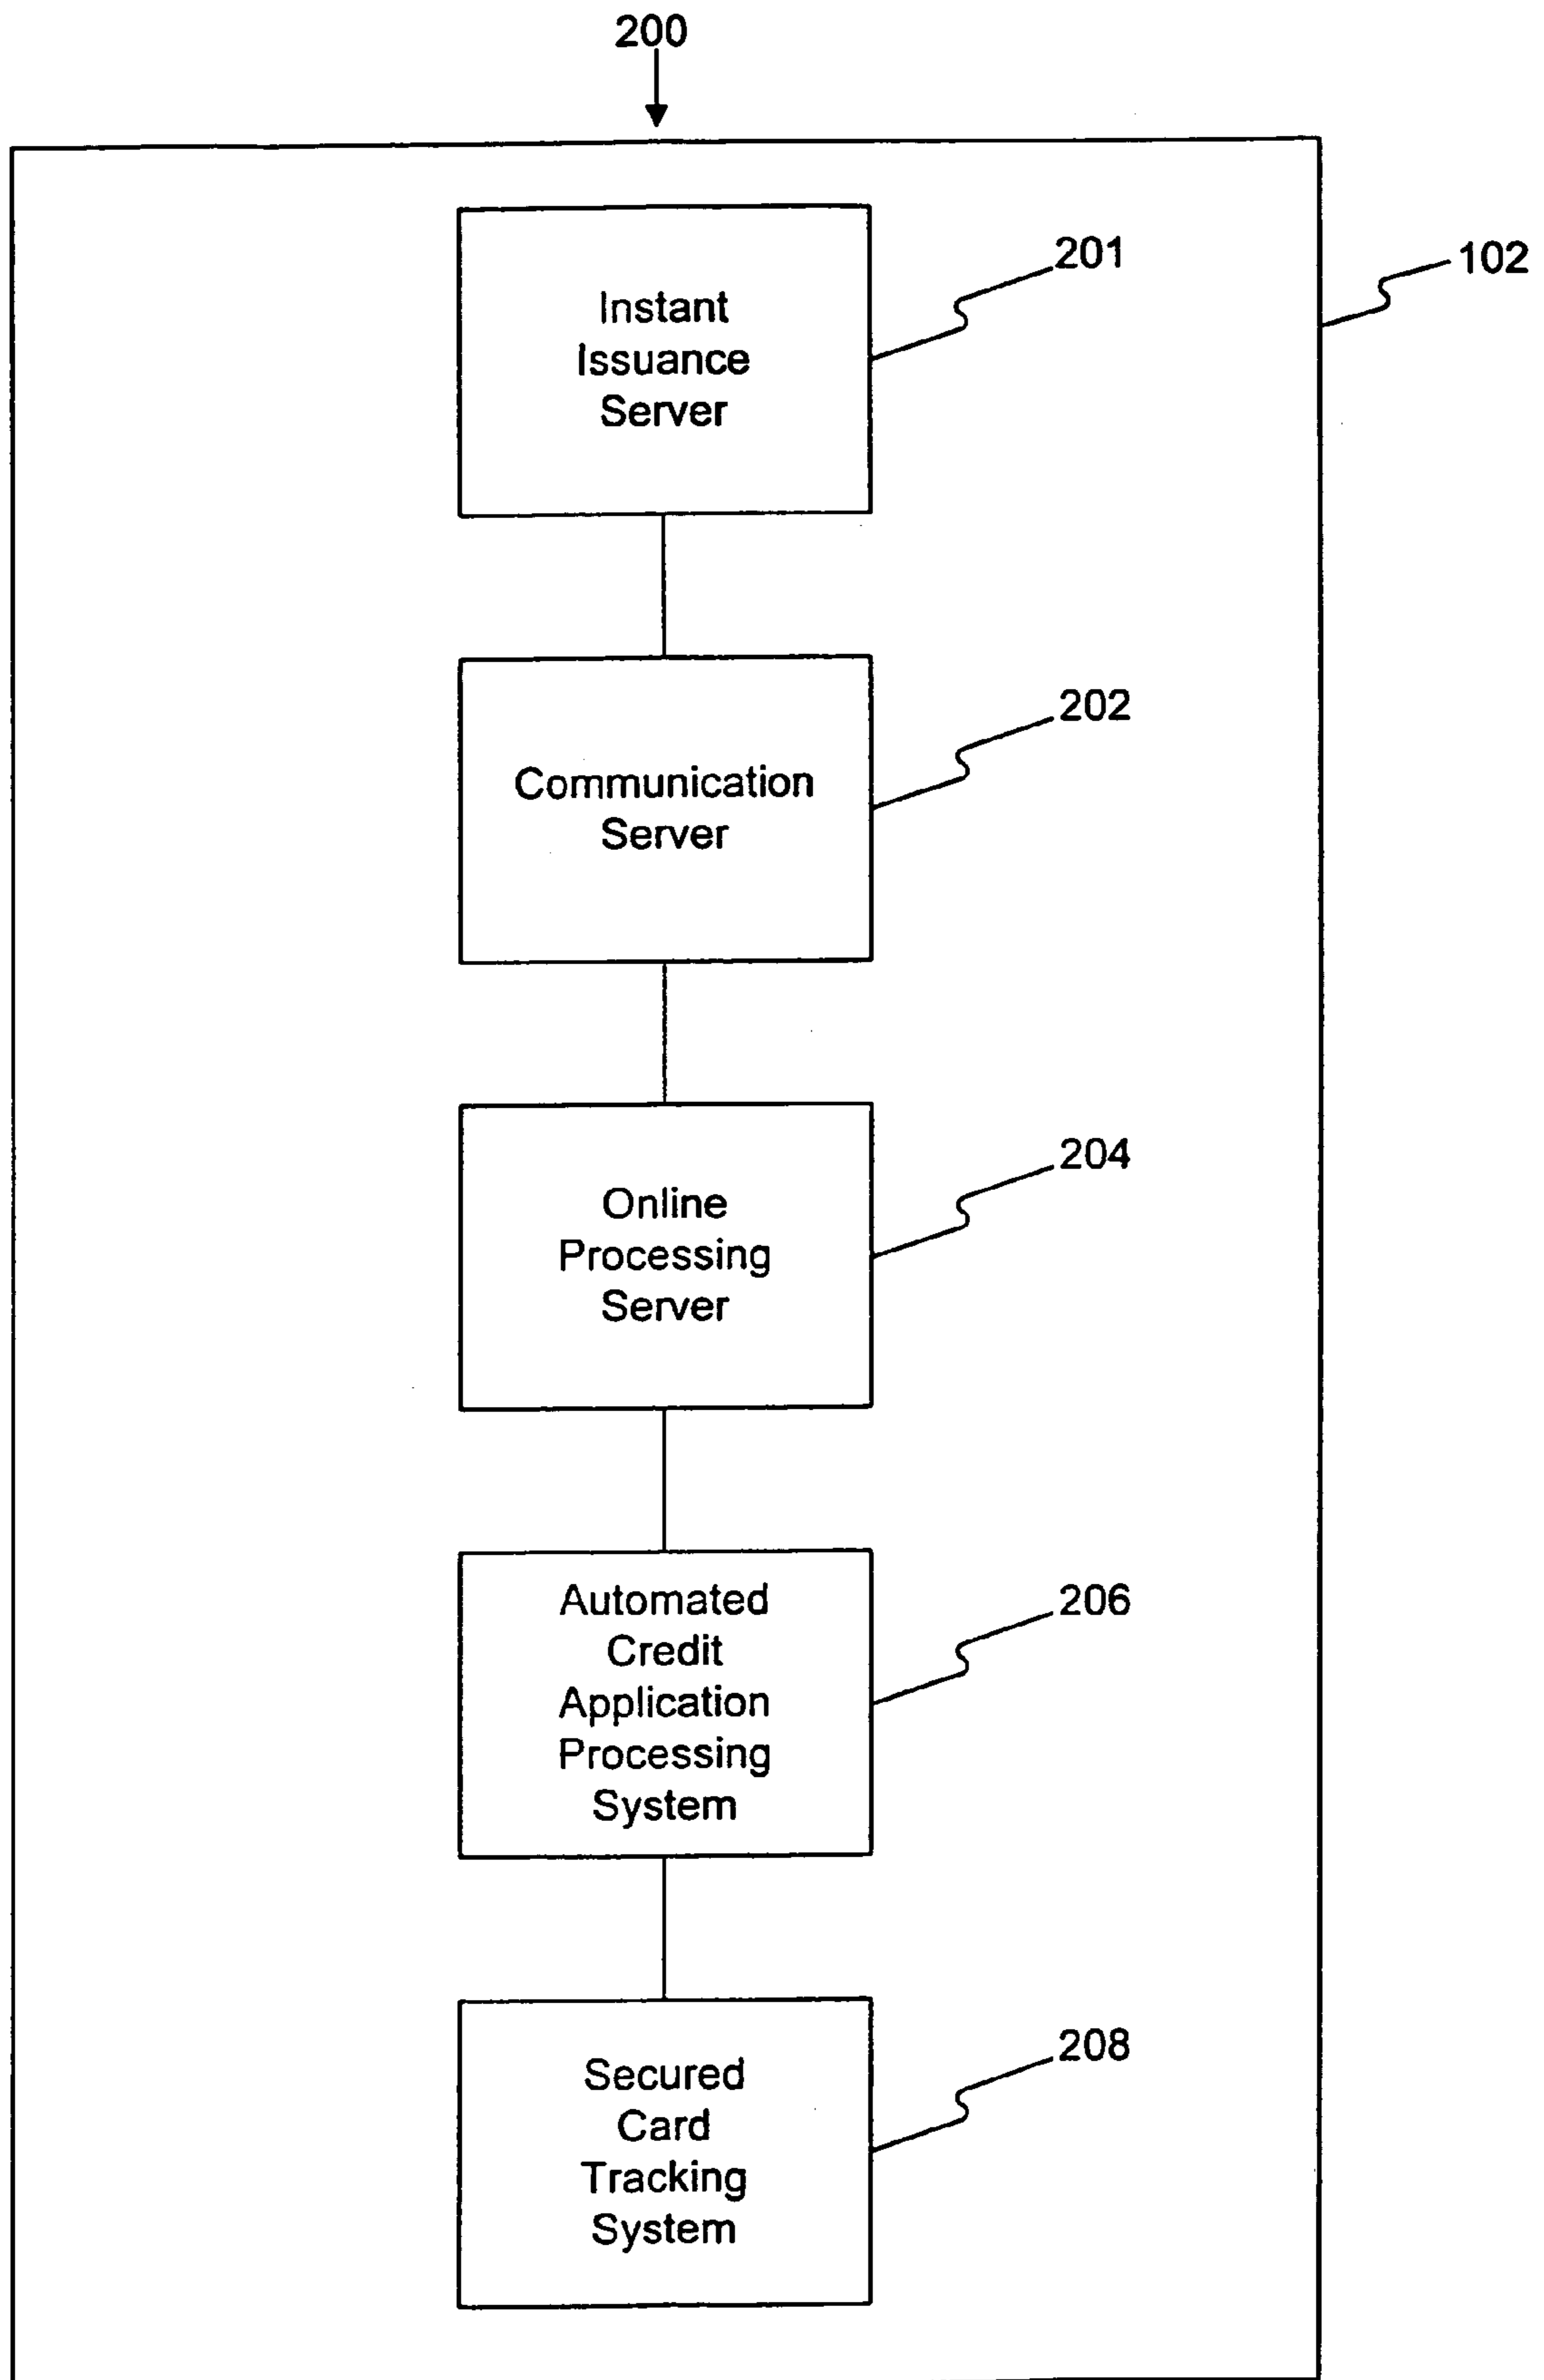 200
102
Instant
Issuance
Server
201
Communication
Server
202
Online
Processing
Server
204
Automated
Credit
Application
Processing
System
206
Secured
Card
Tracking
System
208